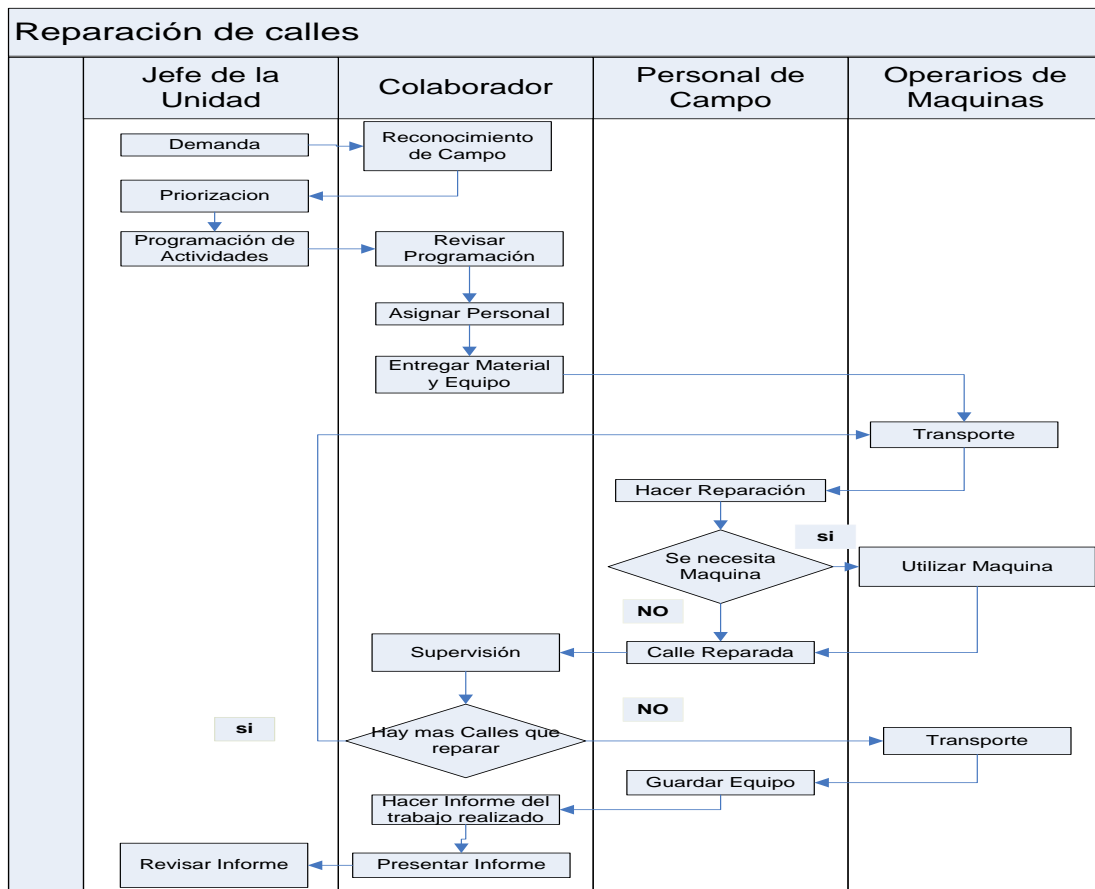 Reparación de calles
Jefe de la
Unidad
Colaborador
Personal de
Campo
Operarios de
Maquinas
Demanda
Reconocimiento
de Campo
Priorizacion
Programación de
Actividades
Revisar
Programación
Asignar Personal
Entregar Material
y Equipo
Transporte
Hacer Reparación
si
Se necesita
Maquina
Utilizar Maquina
NO
Calle Reparada
Supervisión
NO
si
Hay mas Calles que
reparar
Transporte
Guardar Equipo
Hacer Informe del
trabajo realizado
Presentar Informe
Revisar Informe